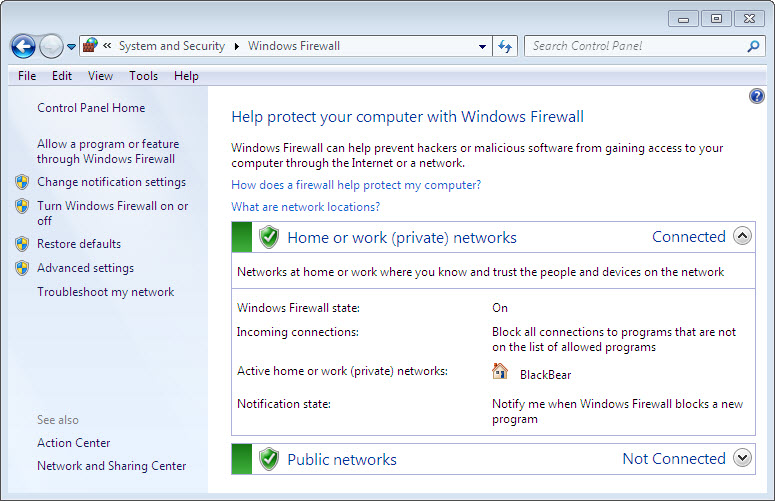 « System and Security ▸ Windows Firewall
Search Control Panel
File Edit View Tools Help
Control Panel Home
Allow a program or feature
through Windows Firewall
Change notification settings
Turn Windows Firewall on or
off
Restore defaults
Advanced settings
Troubleshoot my network
See also
Action Center
Network and Sharing Center
Help protect your computer with Windows Firewall
Windows Firewall can help prevent hackers or malicious software from gaining access to your
computer through the Internet or a network.
How does a firewall help protect my computer?
What are network locations?
Home or work (private) networks Connected
Networks at home or work where you know and trust the people and devices on the network
Windows Firewall state: On
Incoming connections: Block all connections to programs that are not
on the list of allowed programs
Active home or work (private) networks: BlackBear
Notification state: Notify me when Windows Firewall blocks a new
program
Public networks Not Connected